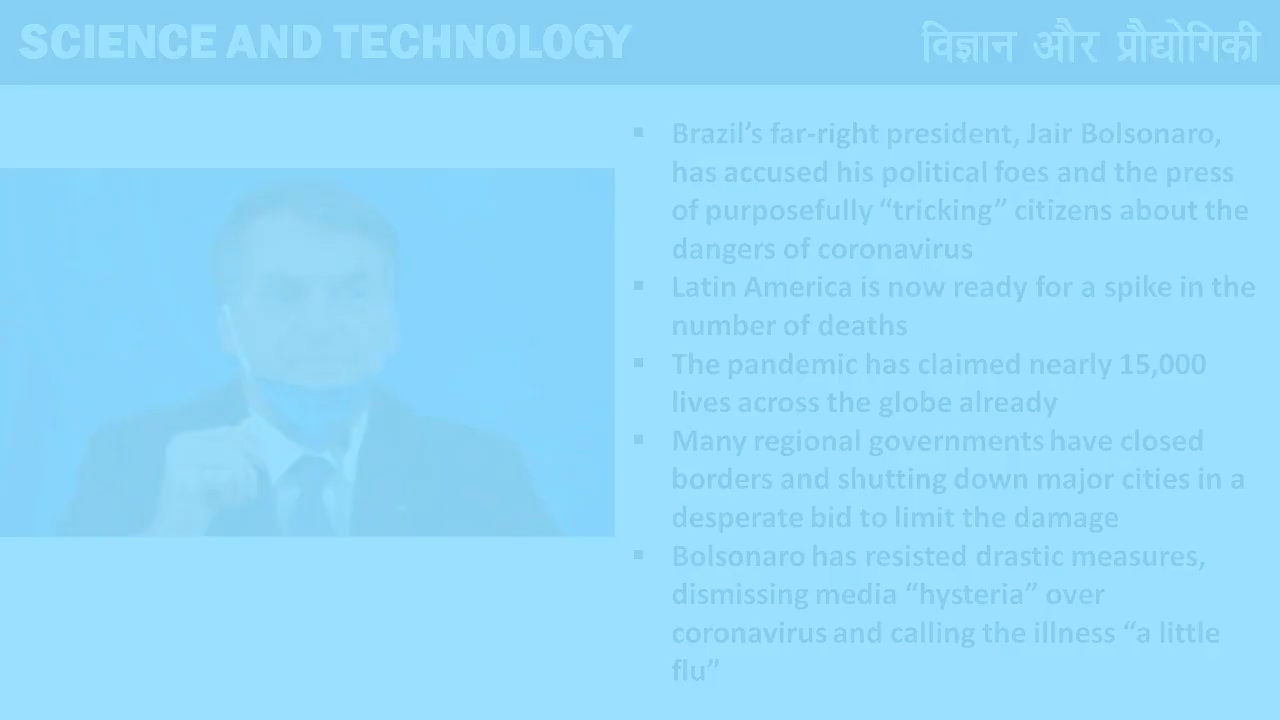 SCIENCE AND TECHNOLOGY
विज्ञान और प्रौद्योगिकी
▪ Brazil’s far-right president, Jair Bolsonaro,
has accused his political foes and the press
of purposefully “tricking” citizens about the
dangers of coronavirus
▪ Latin America is now ready for a spike in the
number of deaths
▪ The pandemic has claimed nearly 15,000
lives across the globe already
▪ Many regional governments have closed
borders and shutting down major cities in a
desperate bid to limit the damage
▪ Bolsonaro has resisted drastic measures,
dismissing media “hysteria” over
coronavirus and calling the illness “a little
flu”